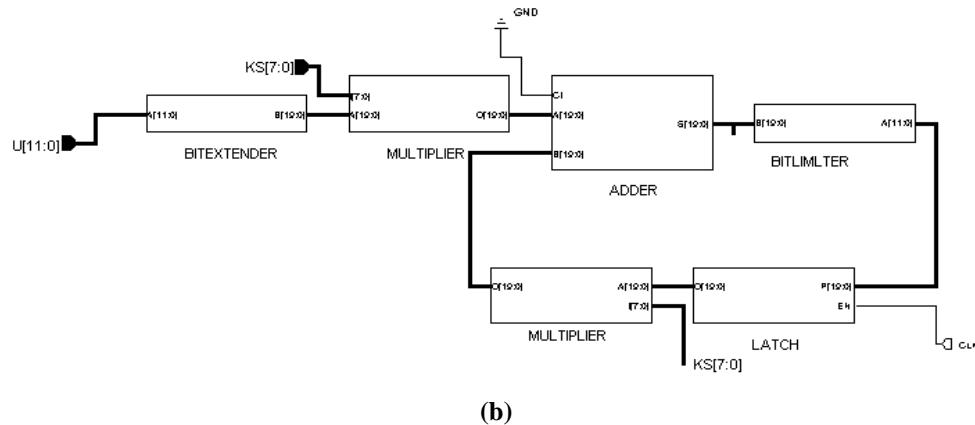 GND
KS[7:0]
CI
I[7:0]
A[11:0]
B[19:0]
A[19:0]
O[19:0]
A[19:0]
S[19:0]
B[19:0]
A[11:0]
U[11:0]
BITEXTENDER
MULTIPLIER
B[19:0]
BITLIMLTER
ADDER
O[19:0]
A[19:0]
O[19:0]
P[19:0]
I[7:0]
EN
MULTIPLIER
LATCH
KS[7:0]
(b)